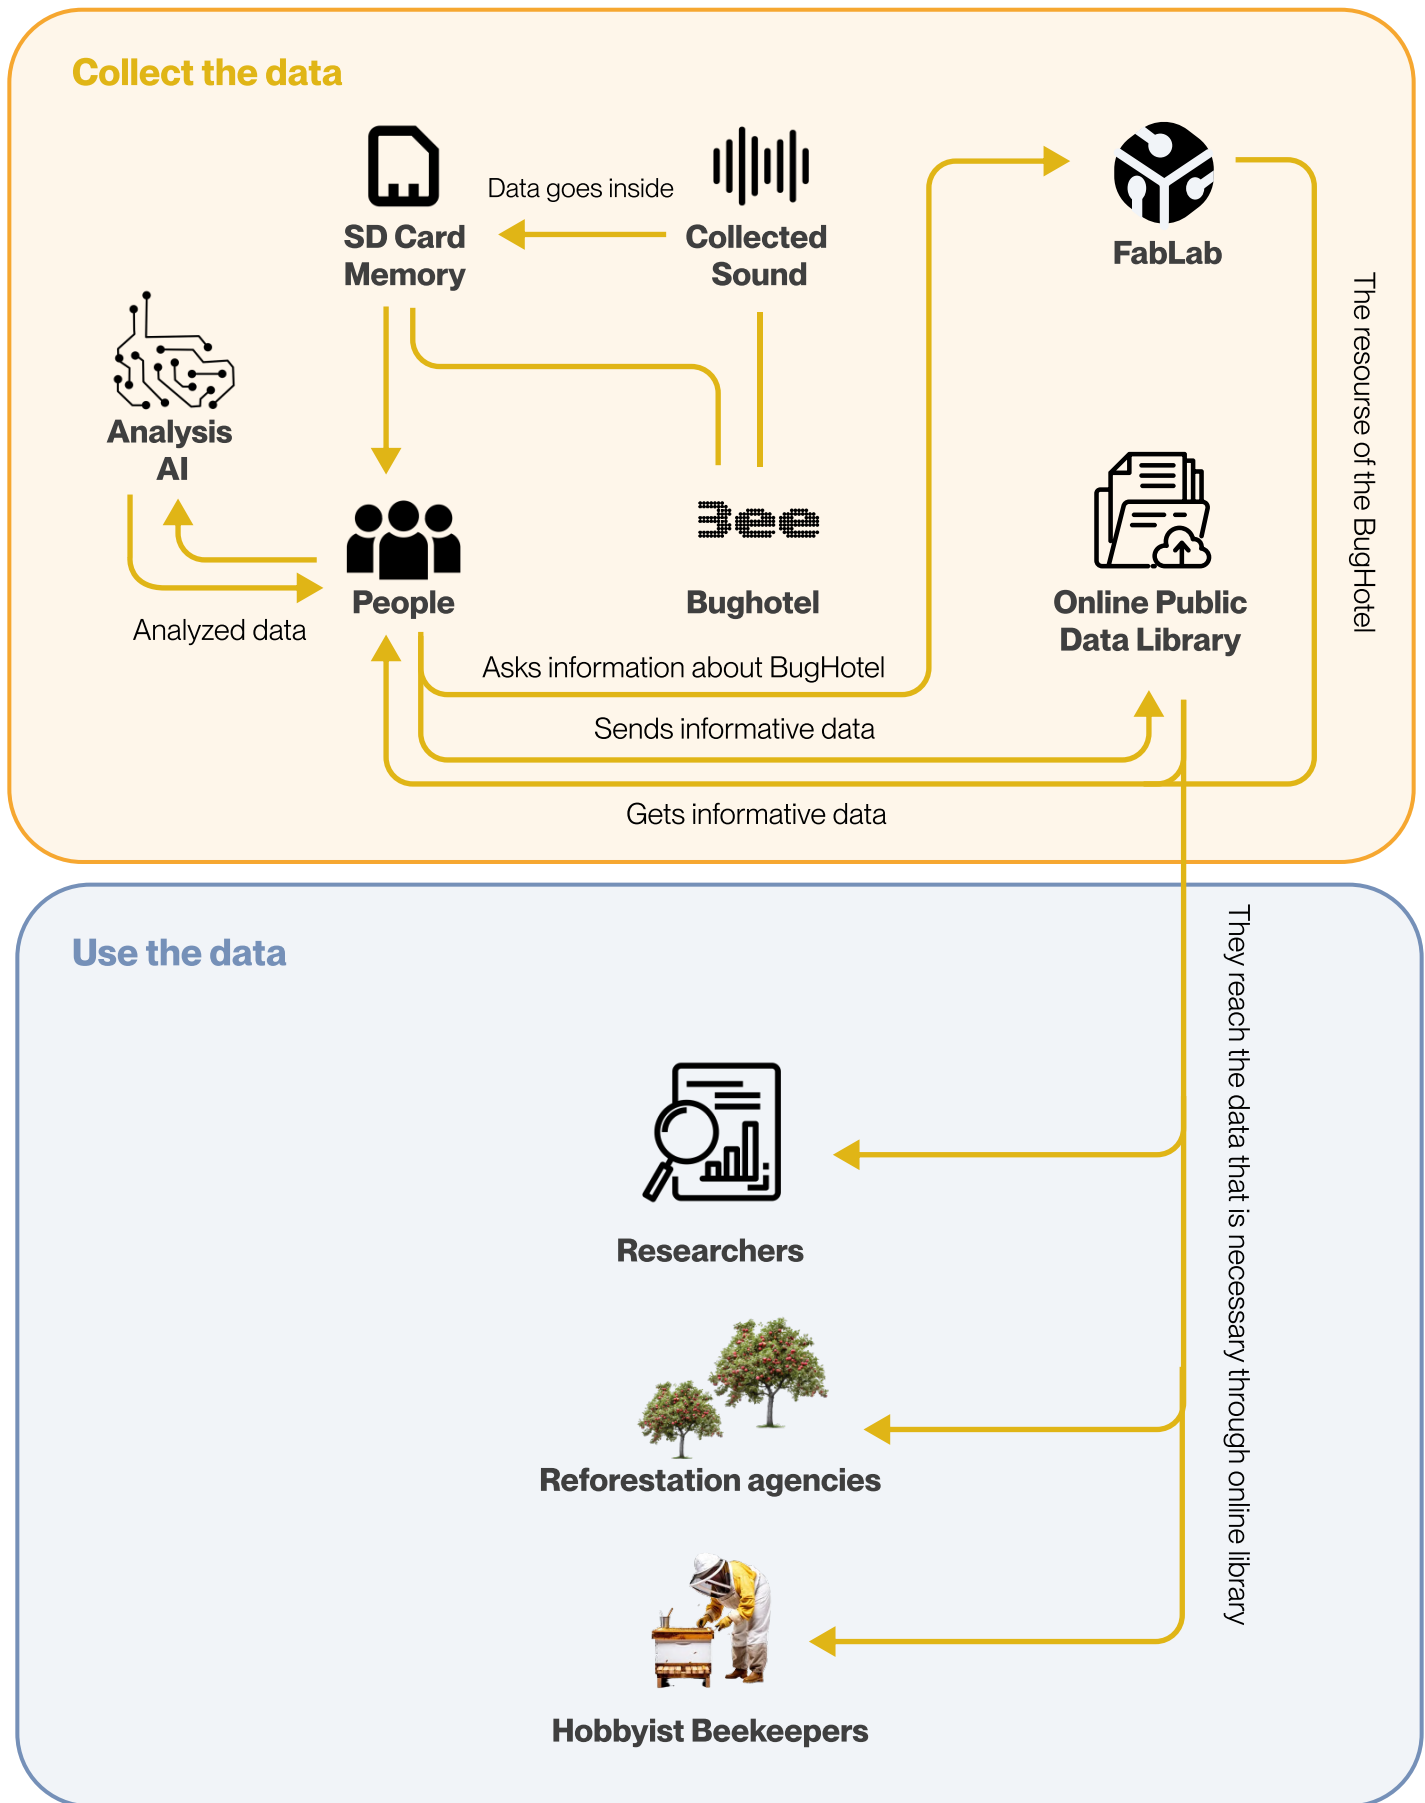 Collect the data
Data goes inside
SD Card
Memory
Collected
Sound
FabLab
The resourse of the BugHotel
Analysis
AI
Bee
People
Bughotel
Online Public
Data Library
Analyzed data
Asks information about BugHotel
Sends informative data
Gets informative data
Use the data
They reach the data that is necessary through online library
Researchers
Reforestation agencies
Hobbyist Beekeepers